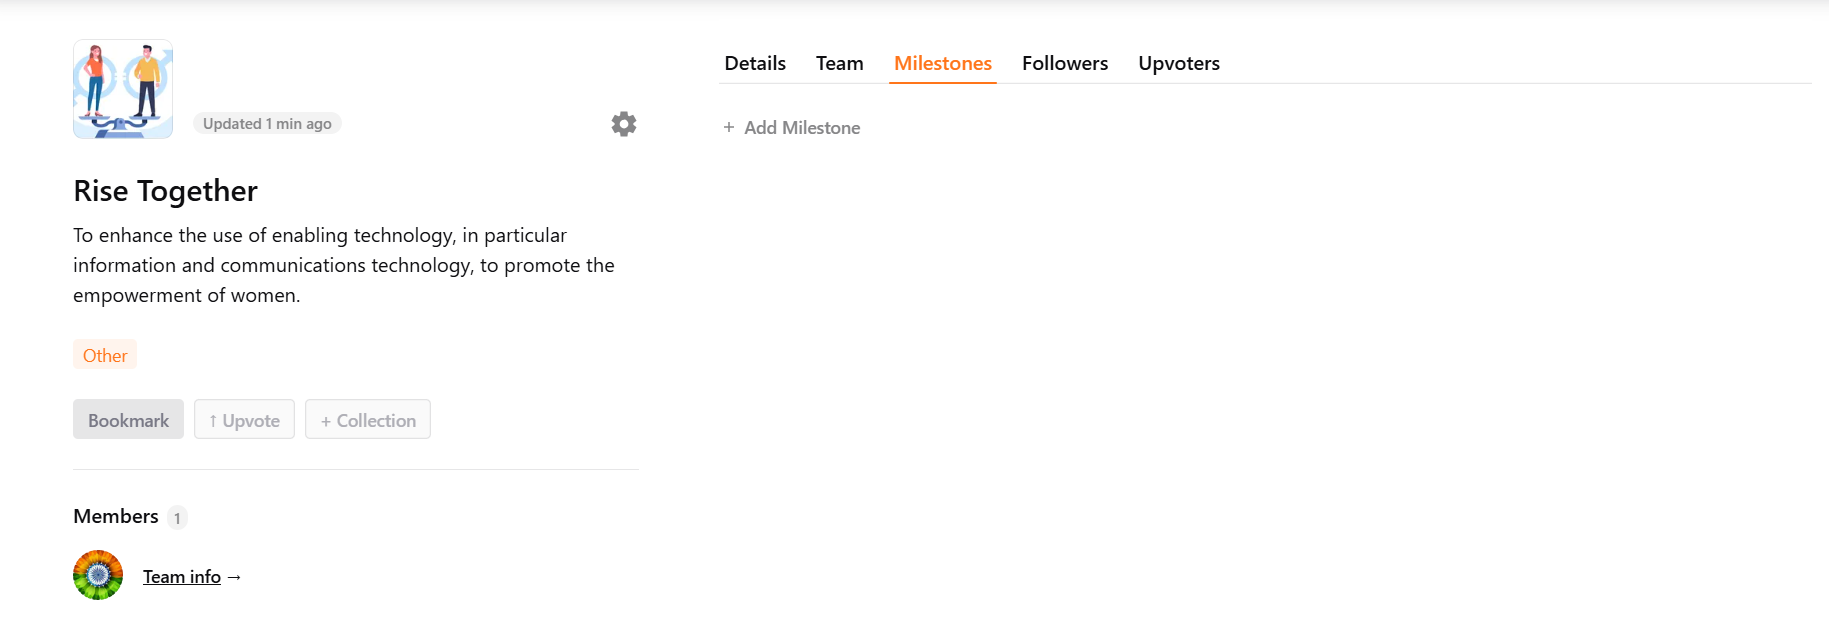 Updated 1 min ago
Rise Together
To enhance the use of enabling technology, in particular
information and communications technology, to promote the
empowerment of women.
Other
Bookmark ↑ Upvote + Collection
Members 1
Team info →
Details Team Milestones Followers Upvoters
+ Add Milestone